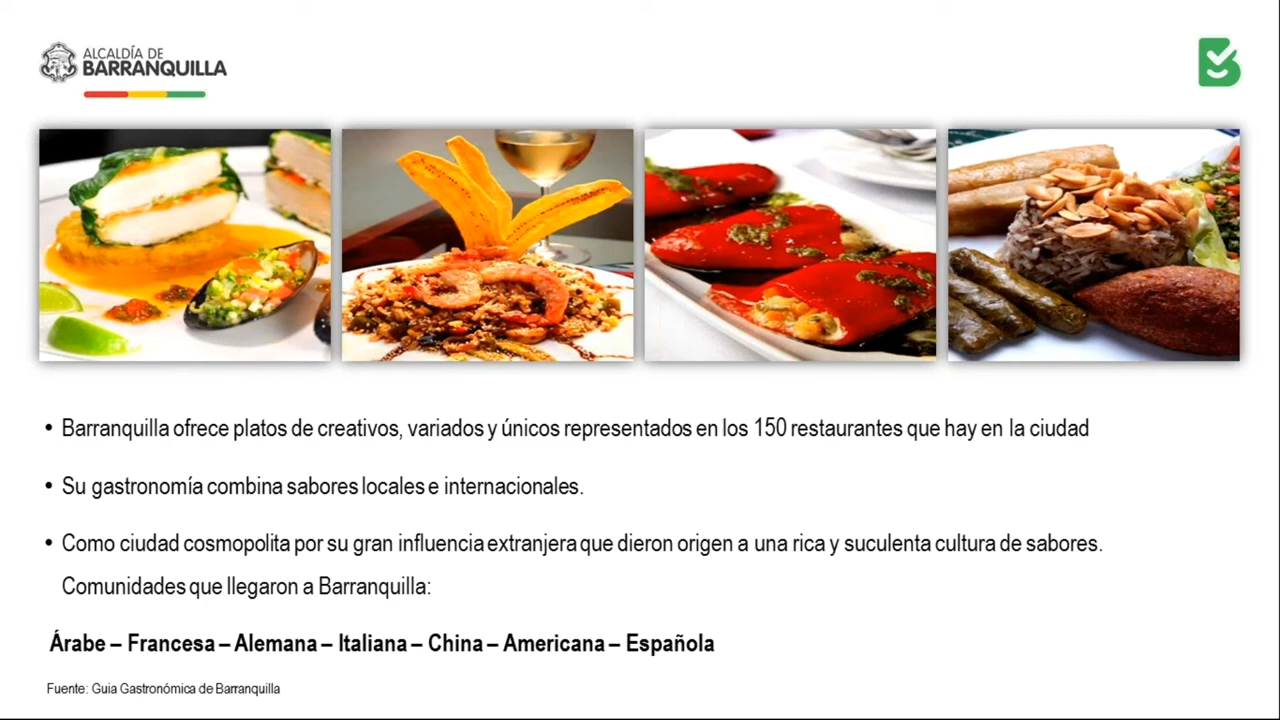 ALCALDÍA DE
BARRANQUILLA
• Barranquilla ofrece platos de creativos, variados y únicos representados en los 150 restaurantes que hay en la ciudad
• Su gastronomía combina sabores locales e internacionales.
• Como ciudad cosmopolita por su gran influencia extranjera que dieron origen a una rica y suculenta cultura de sabores.
Comunidades que llegaron a Barranquilla:
Árabe – Francesa – Alemana – Italiana – China – Americana – Española
Fuente: Guia Gastronómica de Barranquilla